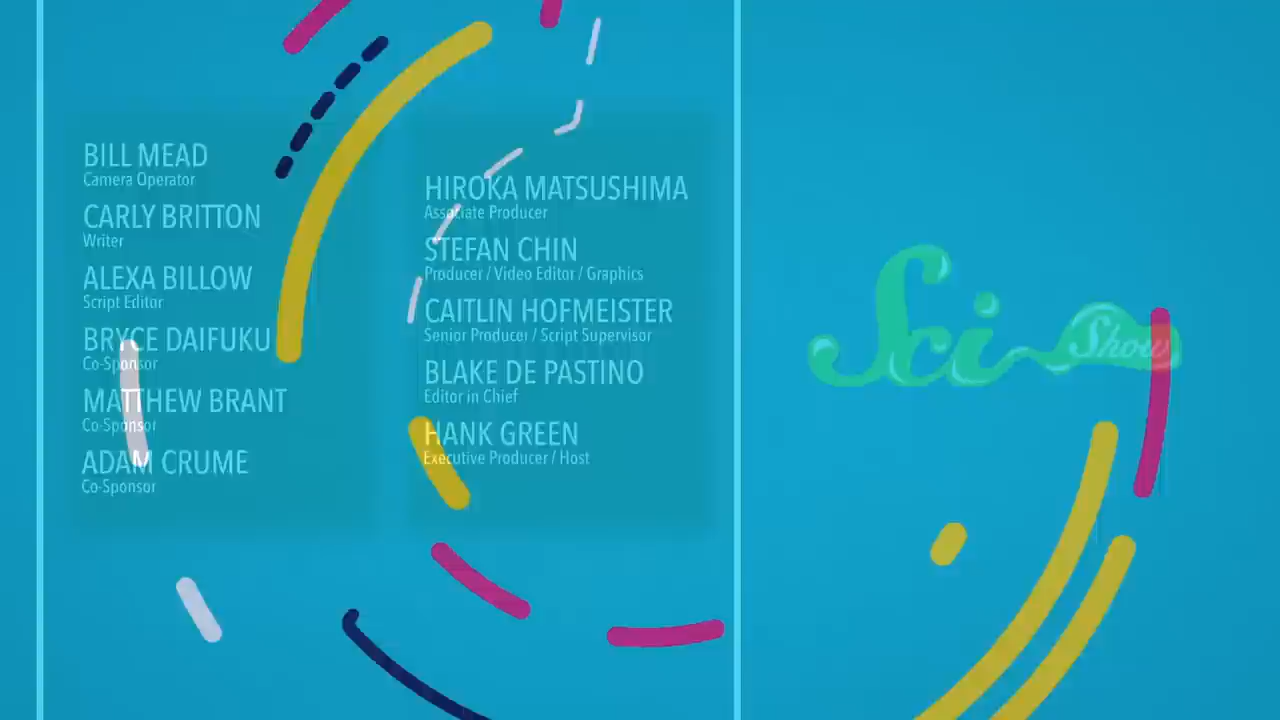 BILL MEAD
Camera Operator
CARLY BRITTON
Writer
ALEXA BILLOW
Script Editor
BRYCE DAIFUKU
Co-Sponsor
MATTHEW BRANT
Co-Sponsor
ADAM CRUME
Co-Sponsor
HIROKA MATSUSHIMA
Associate Producer
STEFAN CHIN
Producer / Video Editor / Graphics
CAITLIN HOFMEISTER
Senior Producer / Script Supervisor
BLAKE DE PASTINO
Editor in Chief
HANK GREEN
Executive Producer / Host
Sci Show